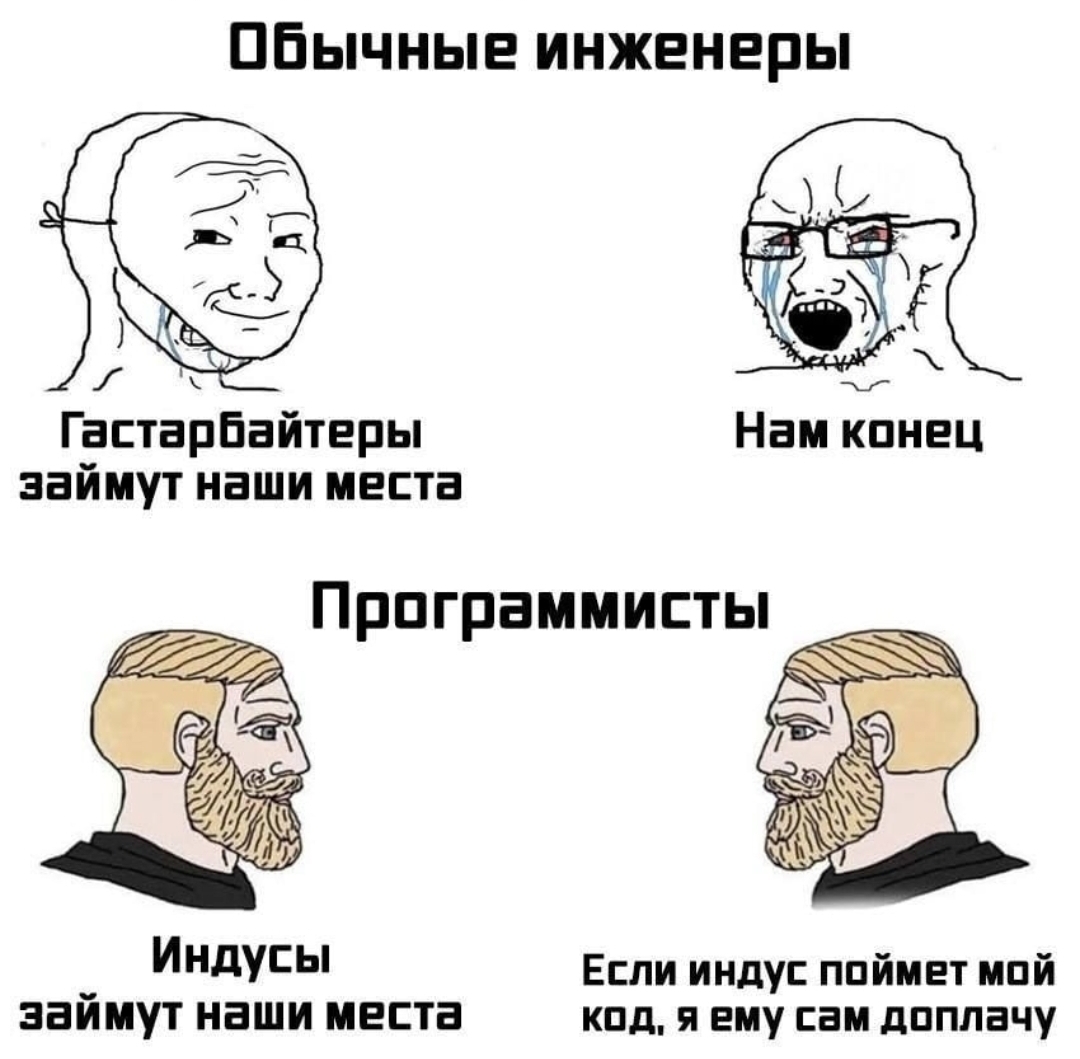 Обычные инженеры
Гастарбайтеры
займут наши места
Нам конец
Программисты
Индусы
займут наши места
Если индус поймет мой
код, я ему сам доплачу